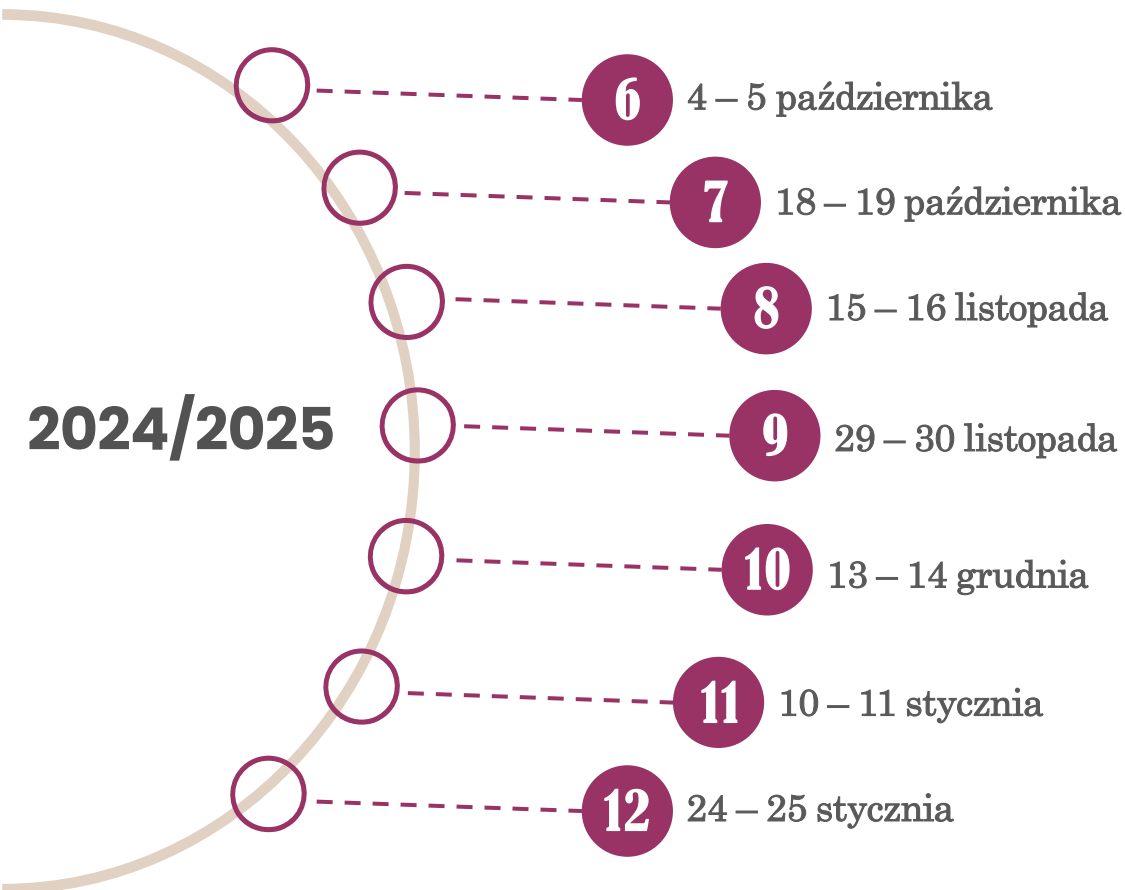 6 4 – 5 października
7 18 – 19 października
8 15 – 16 listopada
2024/2025
9 29 – 30 listopada
10 13 – 14 grudnia
11 10 – 11 stycznia
12 24 – 25 stycznia